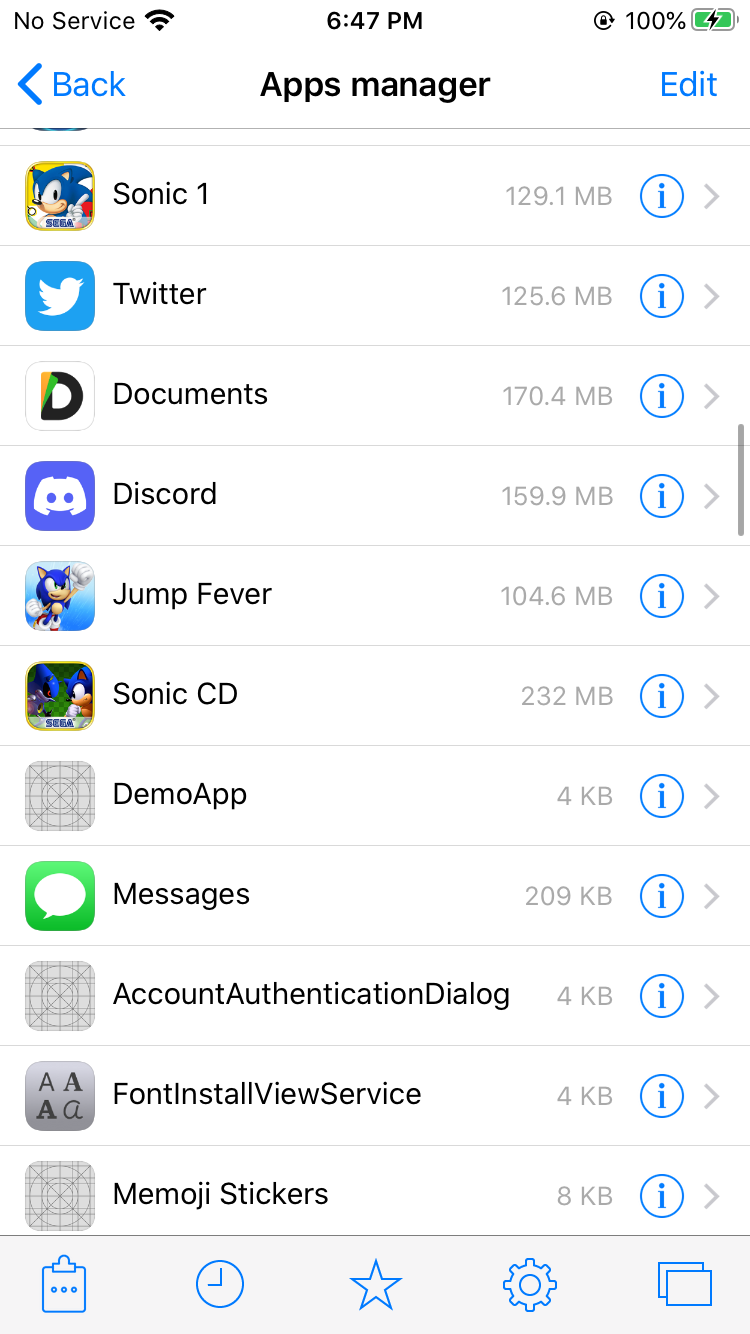 No Service 6:47 PM 100%
Back Apps manager Edit
Sonic 1 129.1 MB
SEGA
Twitter 125.6 MB
Documents 170.4 MB
Discord 159.9 MB
Jump Fever 104.6 MB
Sonic CD 232 MB
SEGA
DemoApp 4 KB
Messages 209 KB
AccountAuthenticationDialog 4 KB
A A
A a
FontInstallViewService 4 KB
Memoji Stickers 8 KB